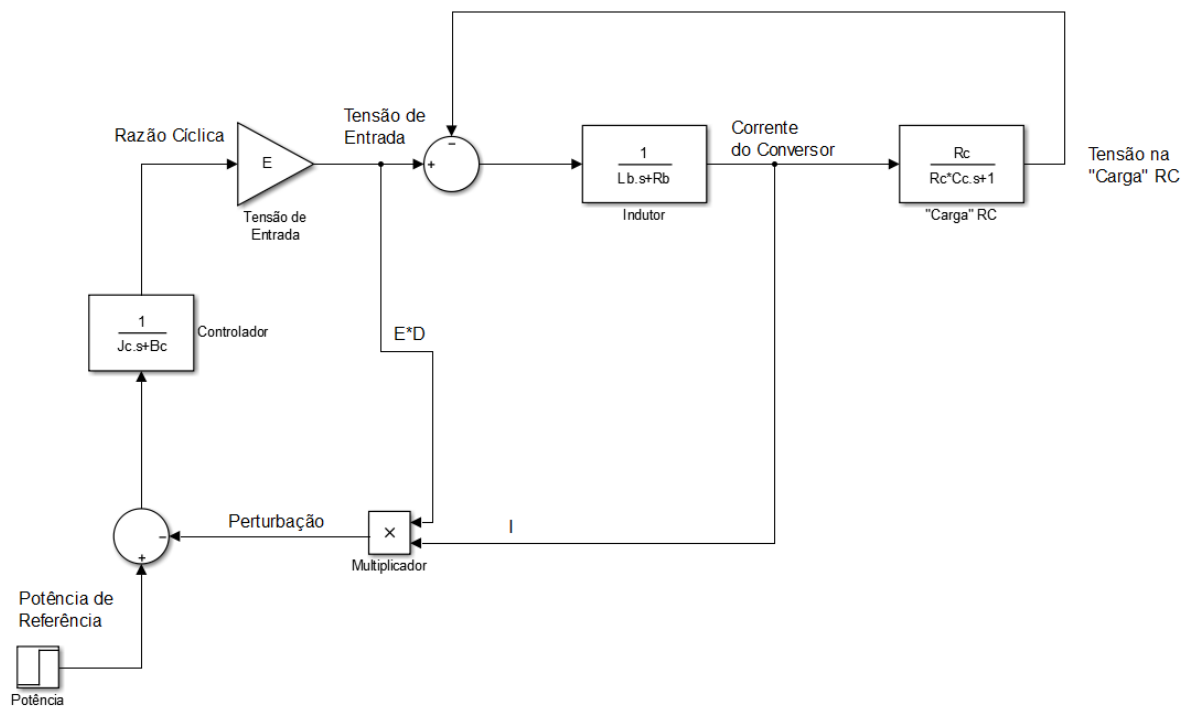 Razão Cíclica
E
Tensão de
Entrada
Tensão de
Entrada
−
+
1
Lb.s+Rb
Indutor
Corrente
do Conversor
Rc
Rc*Cc.s+1
"Carga" RC
Tensão na
"Carga" RC
1
Jc.s+Bc
Controlador
E*D
Perturbação
−
+
×
Multiplicador
I
Potência de
Referência
Potência